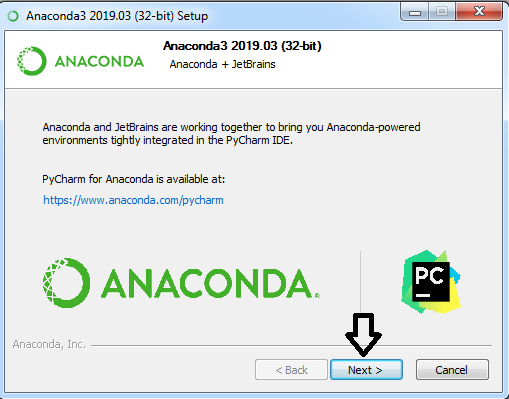 Anaconda3 2019.03 (32-bit) Setup
ANACONDA
Anaconda3 2019.03 (32-bit)
Anaconda + JetBrains
Anaconda and JetBrains are working together to bring you Anaconda-powered
environments tightly integrated in the PyCharm IDE.
PyCharm for Anaconda is available at:
https://www.anaconda.com/pycharm
ANACONDA®
PC
Anaconda, Inc.
< Back
Next >
Cancel